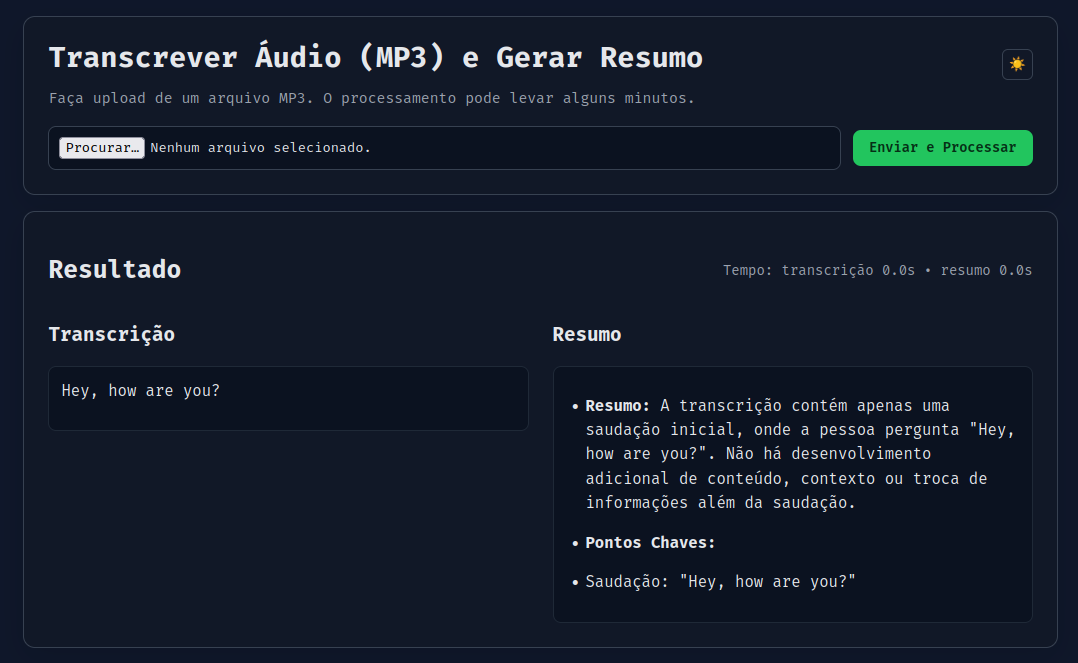 Transcrever Áudio (MP3) e Gerar Resumo
Faça upload de um arquivo MP3. O processamento pode levar alguns minutos.
Procurar… Nenhum arquivo selecionado.
Enviar e Processar
Resultado
Tempo: transcrição 0.0s • resumo 0.0s
Transcrição
Hey, how are you?
Resumo
• Resumo: A transcrição contém apenas uma
saudação inicial, onde a pessoa pergunta "Hey,
how are you?". Não há desenvolvimento
adicional de conteúdo, contexto ou troca de
informações além da saudação.
• Pontos Chaves:
• Saudação: "Hey, how are you?"